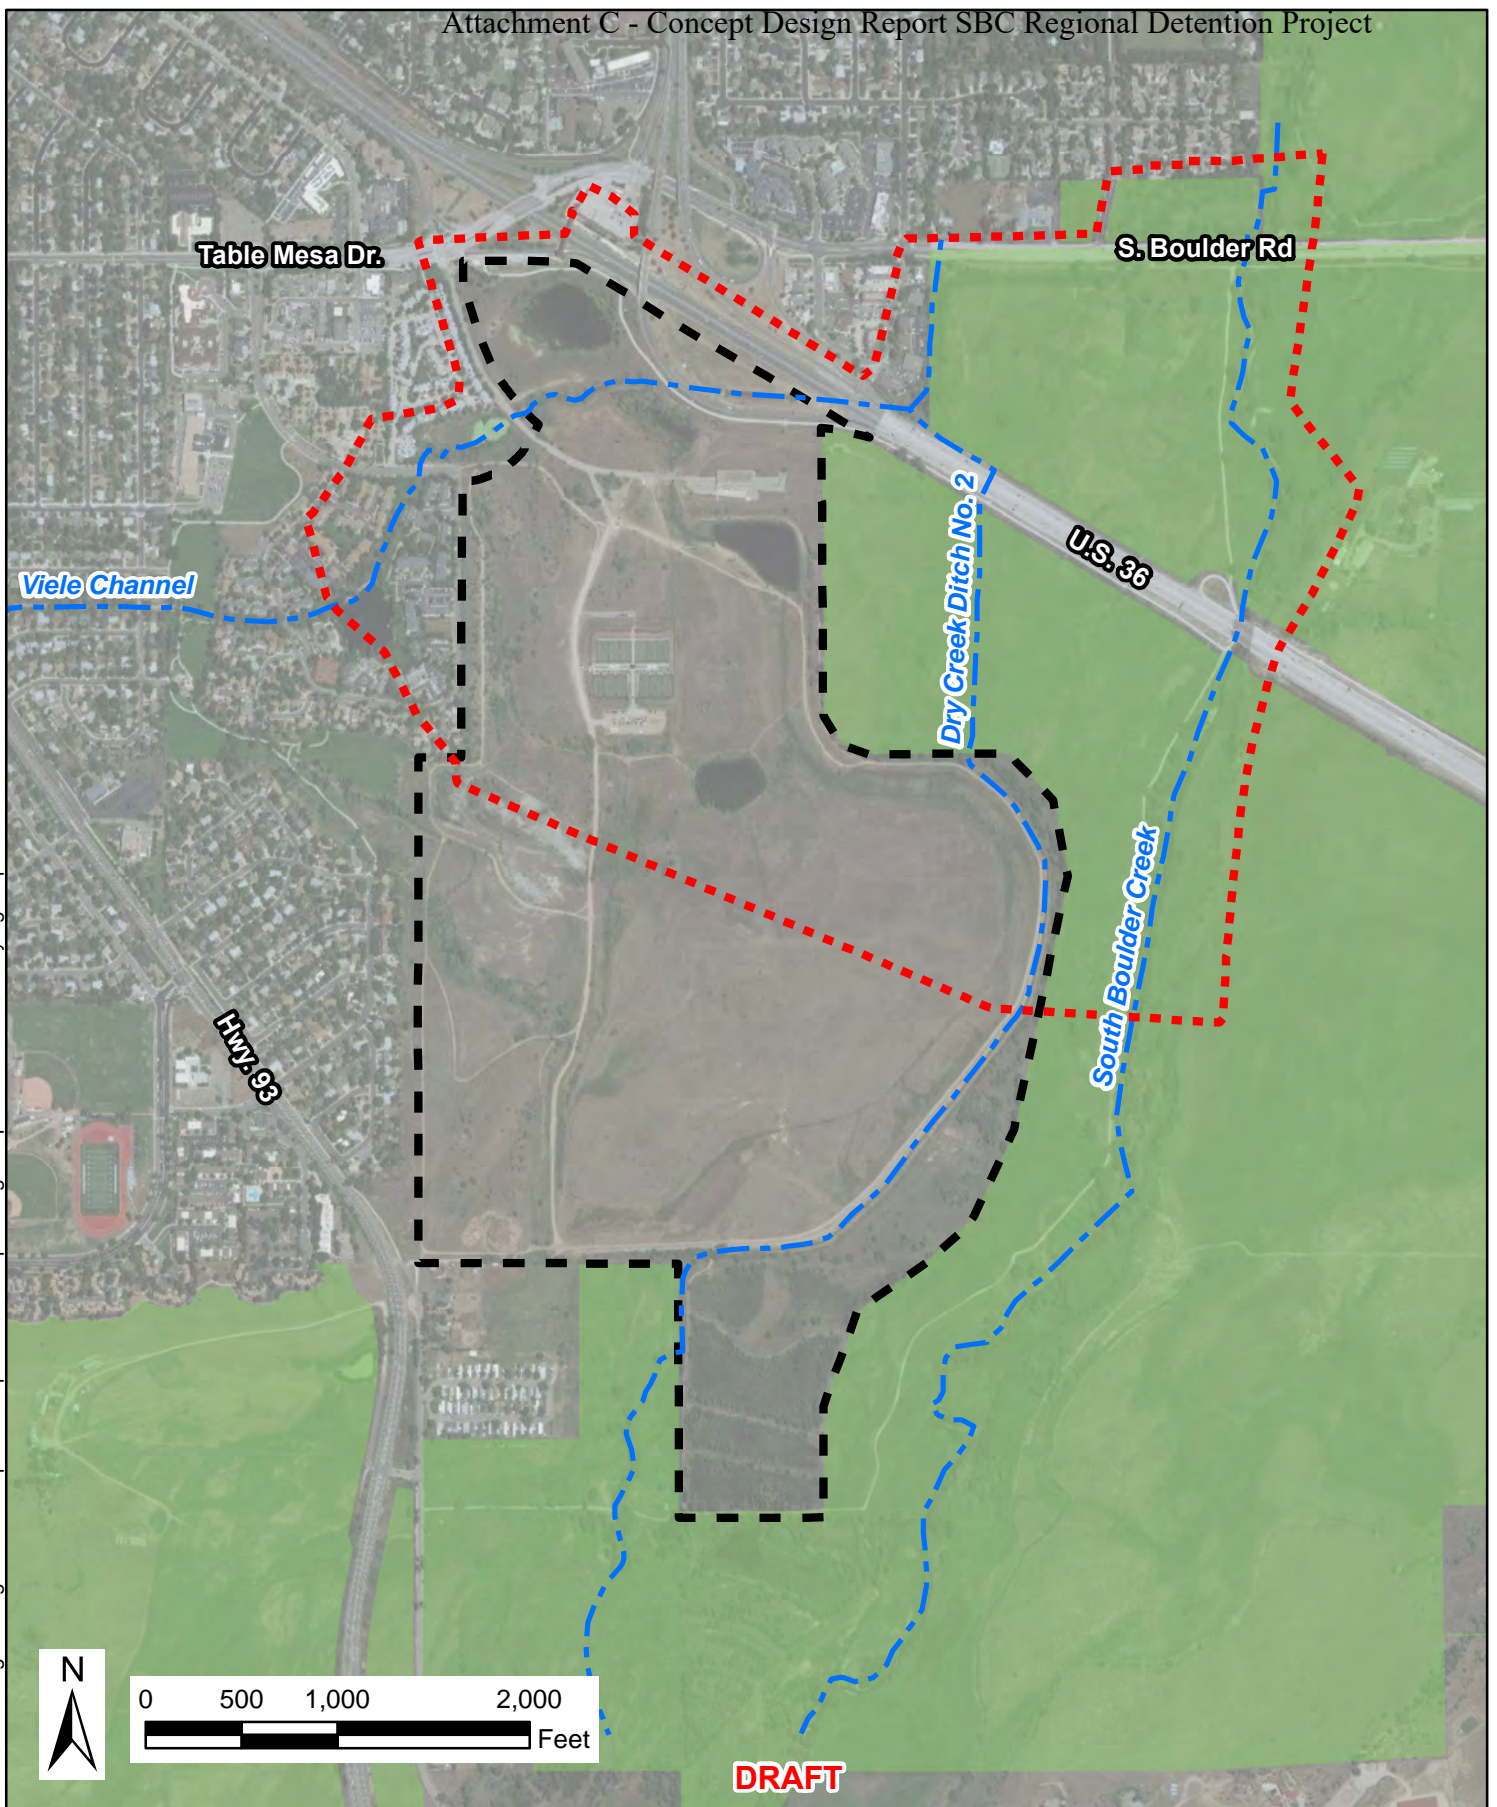 Attachment C - Concept Design Report SBC Regional Detention Project
Table Mesa Dr.
S. Boulder Rd
U.S. 36
Dry Creek Ditch No. 2
Viele Channel
South Boulder Creek
Hwy. 93
N
0 500 1,000 2,000
Feet
DRAFT